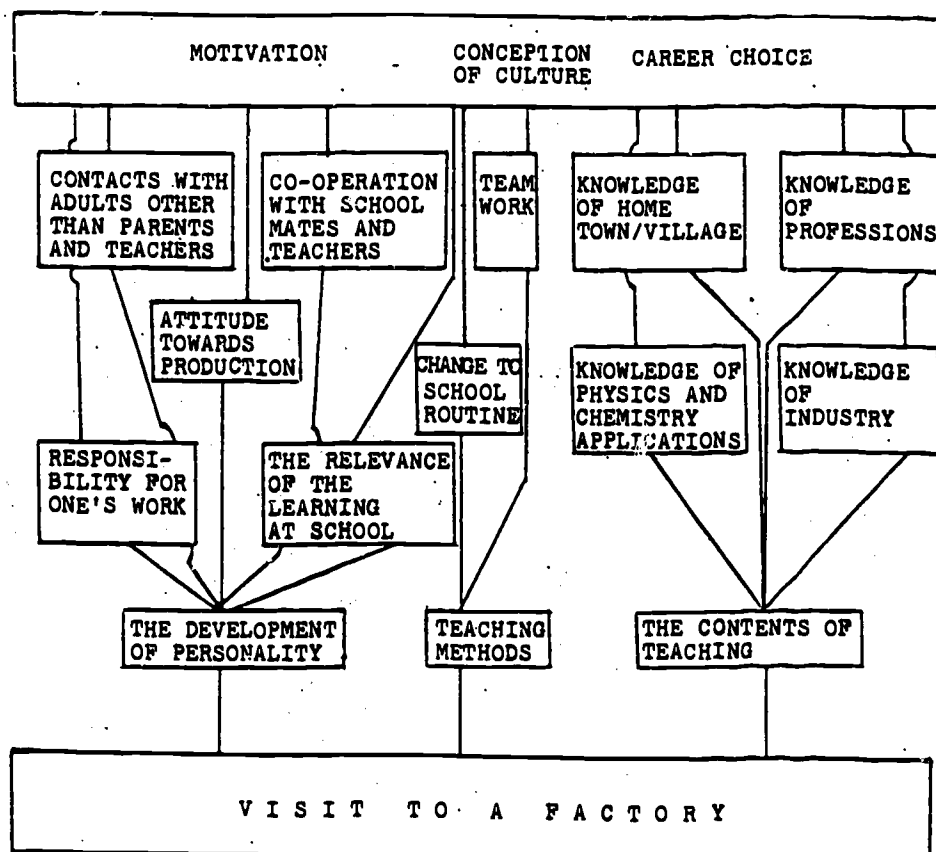 MOTIVATION
CONCEPTION
OF CULTURE
CAREER CHOICE
CONTACTS WITH
ADULTS OTHER
THAN PARENTS
AND TEACHERS
CO-OPERATION
WITH SCHOOL
MATES AND
TEACHERS
TEAM
WORK
KNOWLEDGE
OF HOME
TOWN/VILLAGE
KNOWLEDGE
OF
PROFESSIONS
ATTITUDE
TOWARDS
PRODUCTION
CHANGE TO
SCHOOL
ROUTINE
KNOWLEDGE OF
PHYSICS AND
CHEMISTRY
APPLICATIONS
KNOWLEDGE
OF
INDUSTRY
RESPONSI-
BILITY FOR
ONE'S WORK
THE RELEVANCE
OF THE
LEARNING
AT SCHOOL
THE DEVELOPMENT
OF PERSONALITY
TEACHING
METHODS
THE CONTENTS OF
TEACHING
VISIT TO A FACTORY